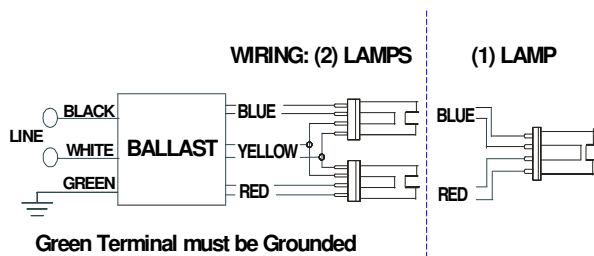 WIRING: (2) LAMPS
(1) LAMP
BLACK
BLUE
BLUE
LINE
WHITE
BALLAST
YELLOW
GREEN
RED
RED
Green Terminal must be Grounded